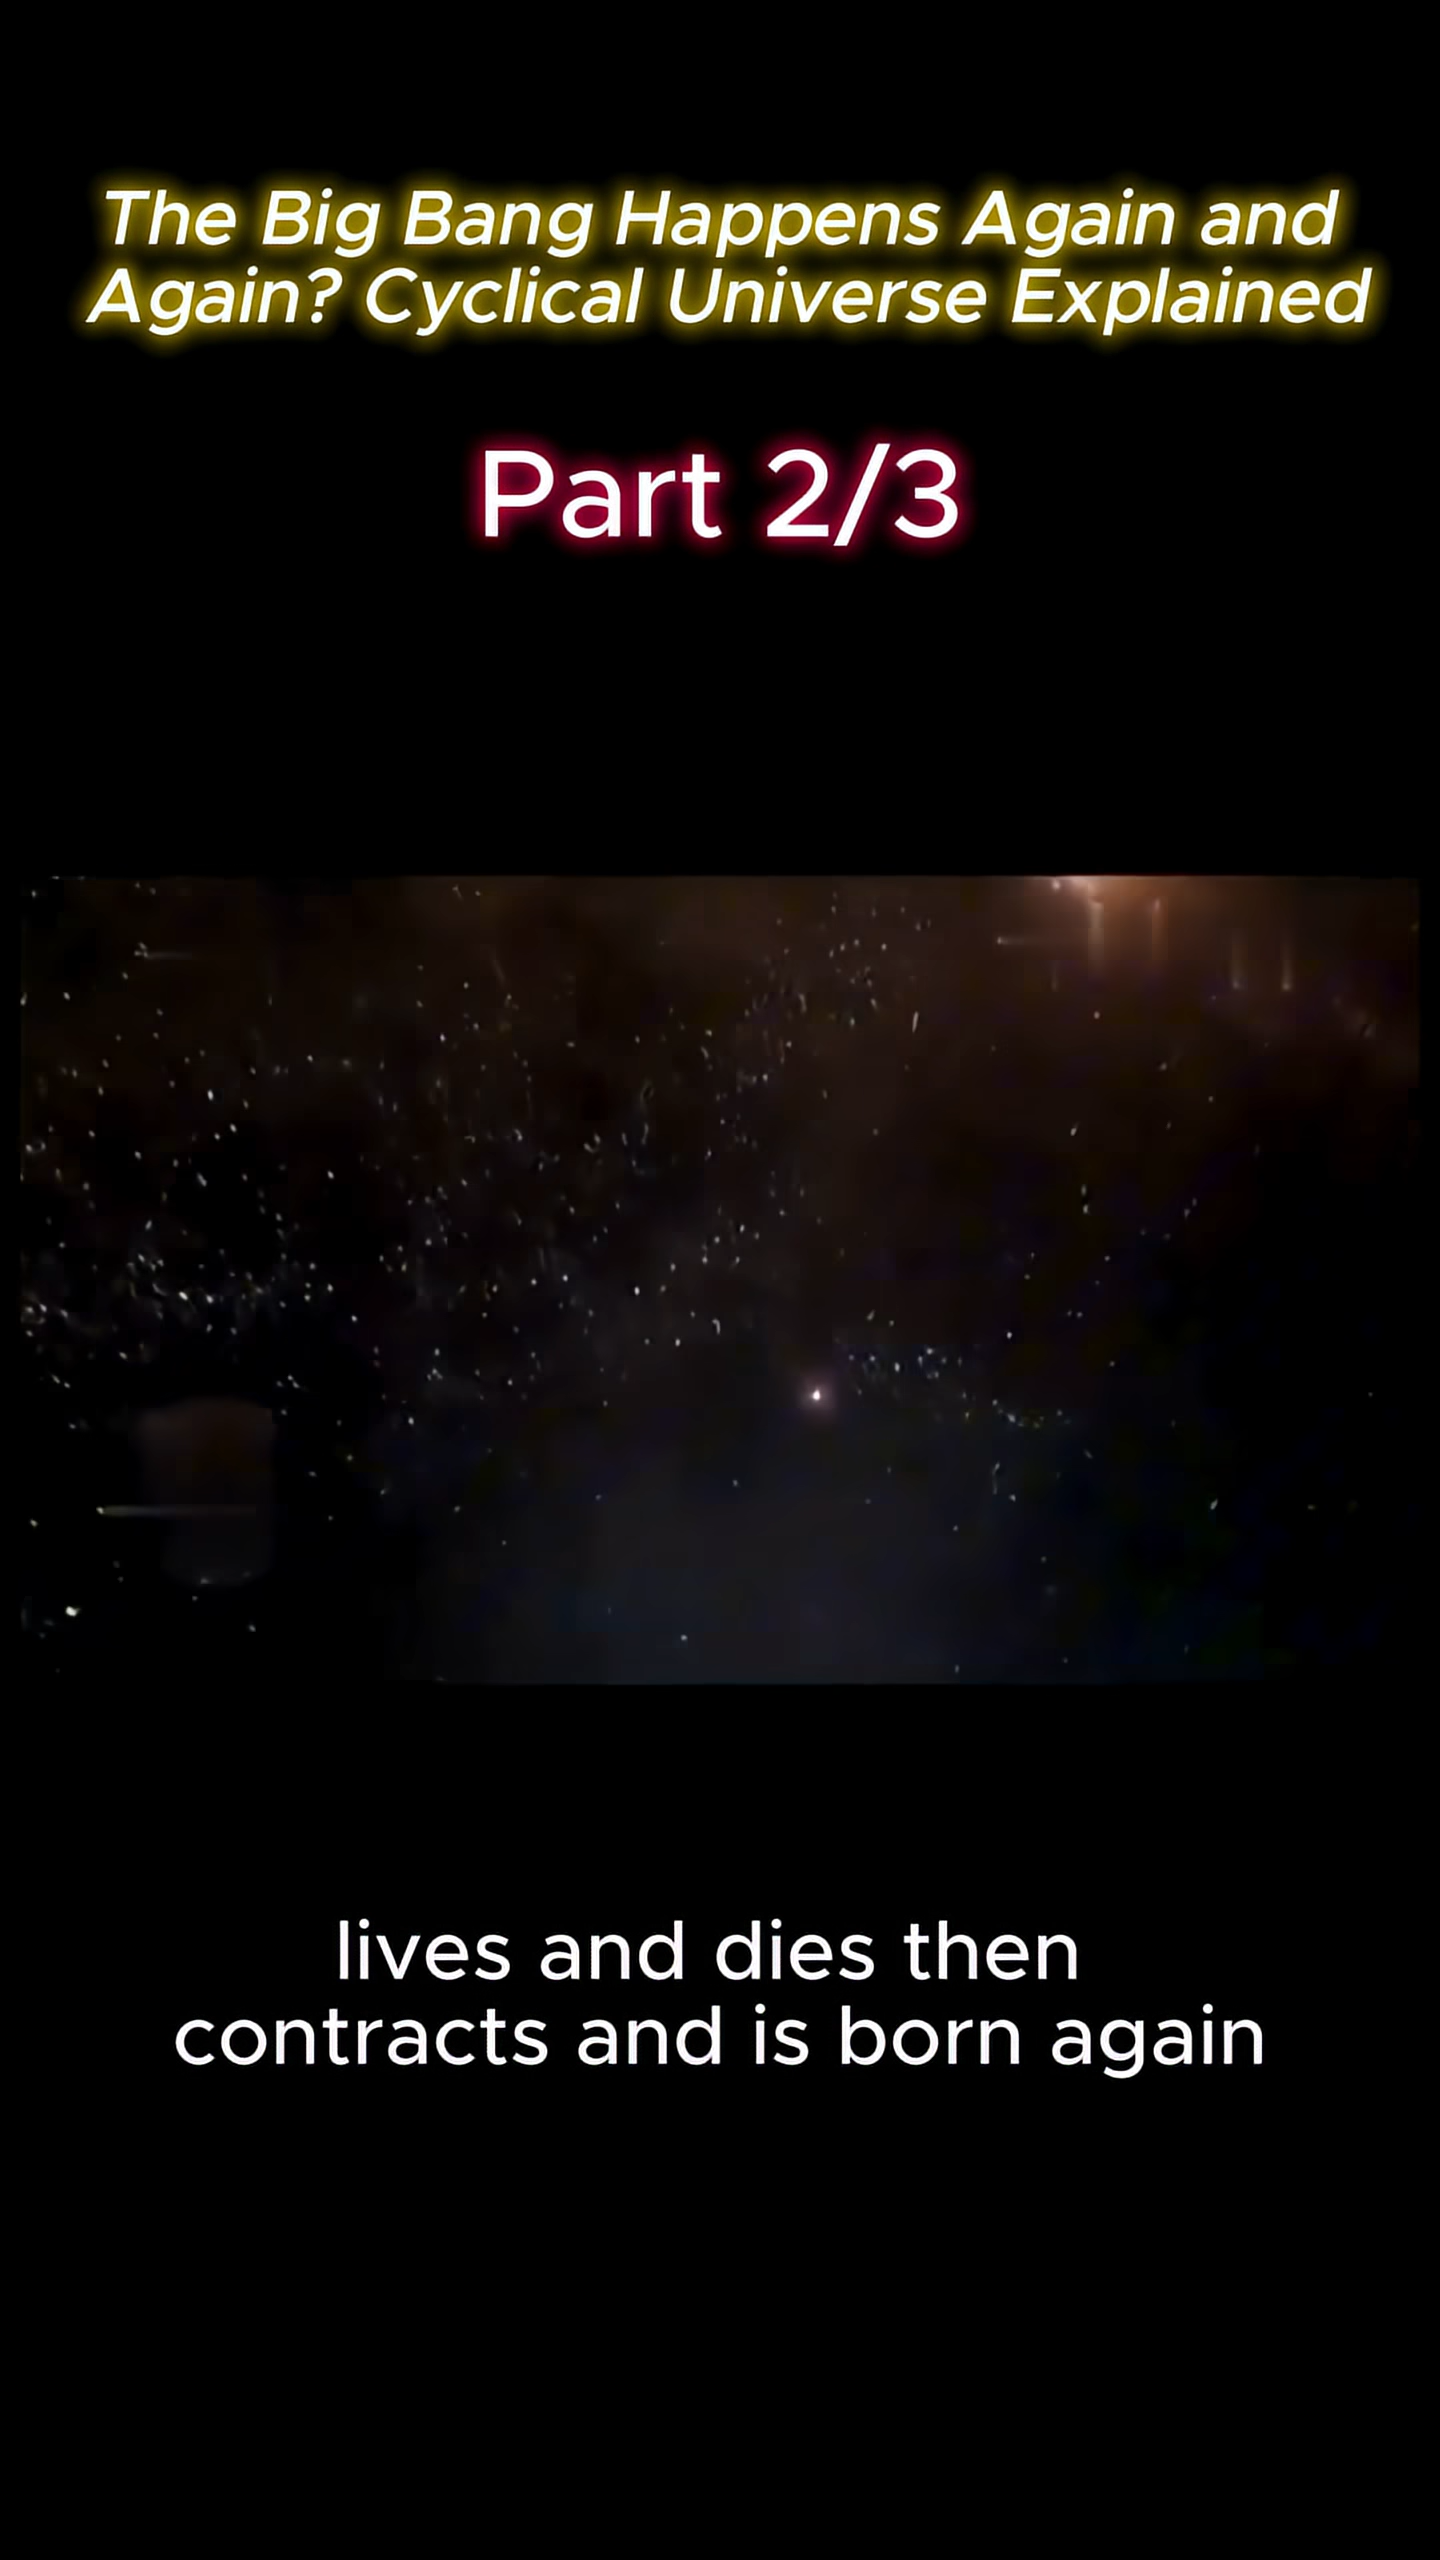 The Big Bang Happens Again and
Again? Cyclical Universe Explained
Part 2/3
lives and dies then
contracts and is born again